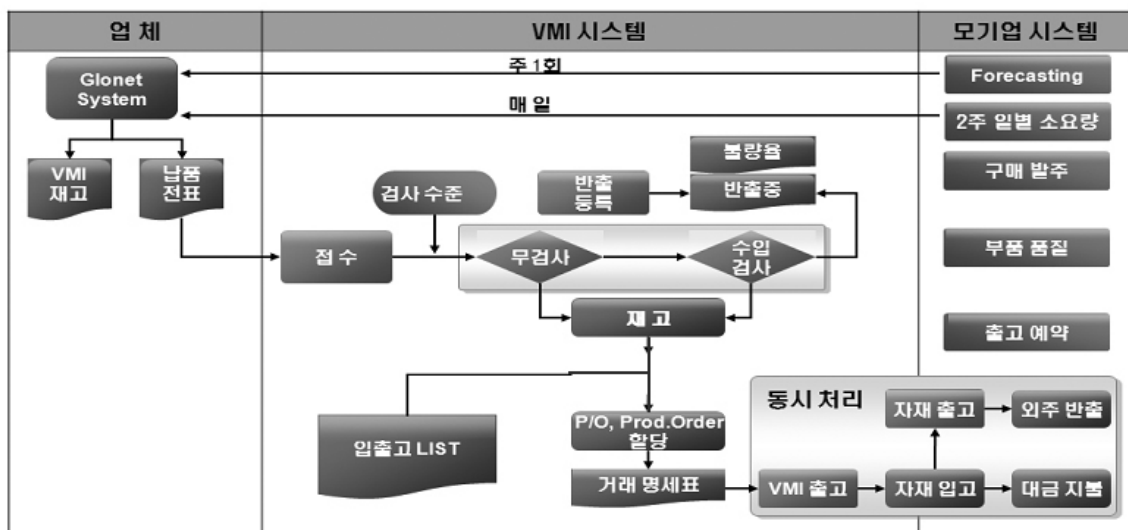 업 체
VMI 시스템
모기업 시스템
Glonet
System
주 1회
Forecasting
매 일
2주 일별 소요량
VMI
재고
납품
전표
검사 수준
반출
등특
불량율
반출증
구매 발주
접 수
무검사
수입
검사
부품 품질
재 고
출고 예약
입출고 LIST
P/O, Prod.Order
할당
거래 명세표
동시 처리
자재 출고
외주 반출
VMI 출고
자재 입고
대금 지불